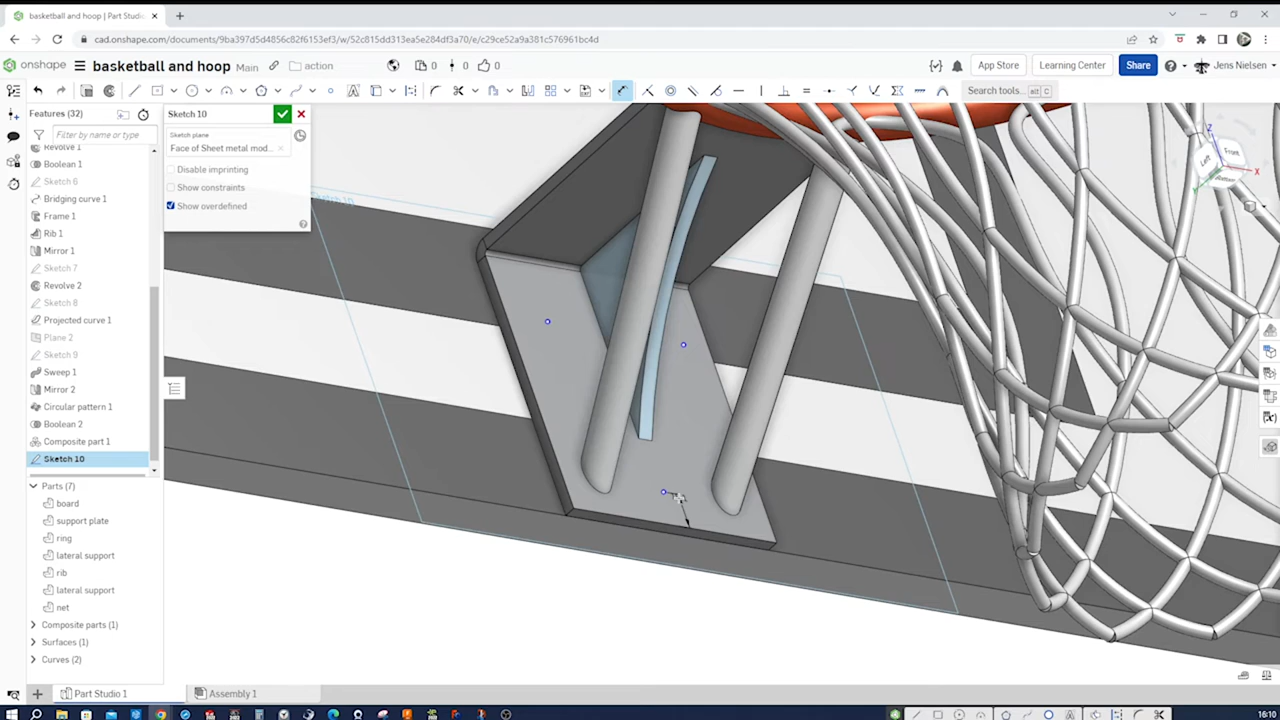 basketball and hoop | Part Studi...
cad.onshape.com/documents/9ba397d5d4856c82f6153ef3/w/52c815dd313ea5e284df3a70/e/c29ce52a9a381c576961bc4d
onshape
basketball and hoop
Main
action
0
0
0
App Store
Learning Center
Share
Jens Nielsen
Search tools...
alt
C
Features (32)
Filter by name or type
Revolve 1
Boolean 1
Sketch 6
Bridging curve 1
Frame 1
Rib 1
Mirror 1
Sketch 7
Revolve 2
Sketch 8
Projected curve 1
Plane 2
Sketch 9
Sweep 1
Mirror 2
Circular pattern 1
Boolean 2
Composite part 1
Sketch 10
Parts (7)
board
support plate
ring
lateral support
rib
lateral support
net
Composite parts (1)
Surfaces (1)
Curves (2)
Sketch 10
Sketch plane
Face of Sheet metal mod...
Disable imprinting
Show constraints
Show overdefined
Z
Left
Front
Bottom
X
Part Studio 1
Assembly 1
16:10